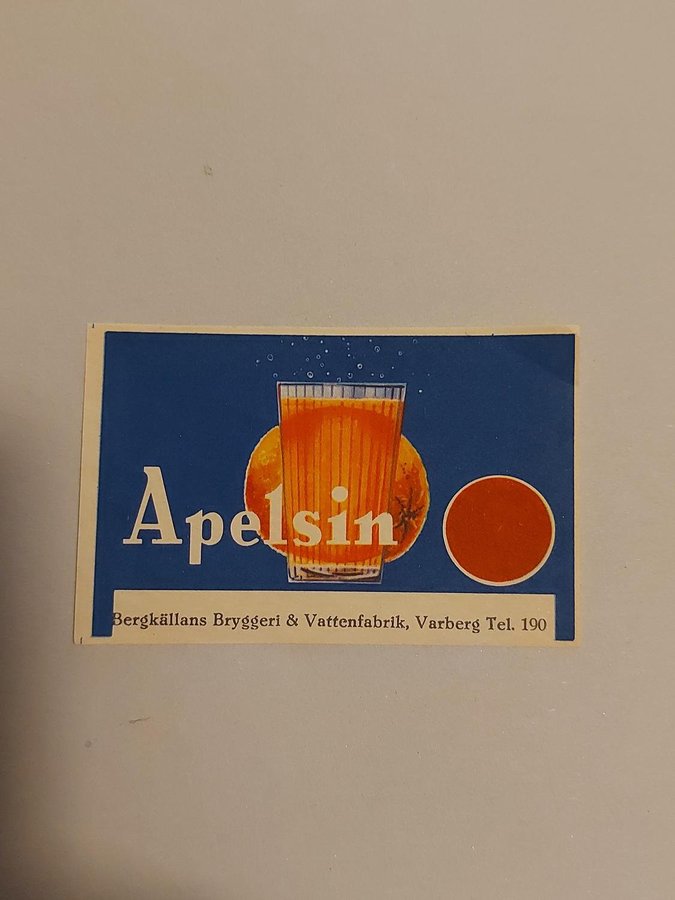 Apelsin
Bergkällans Bryggeri & Vattenfabrik, Varberg Tel. 190